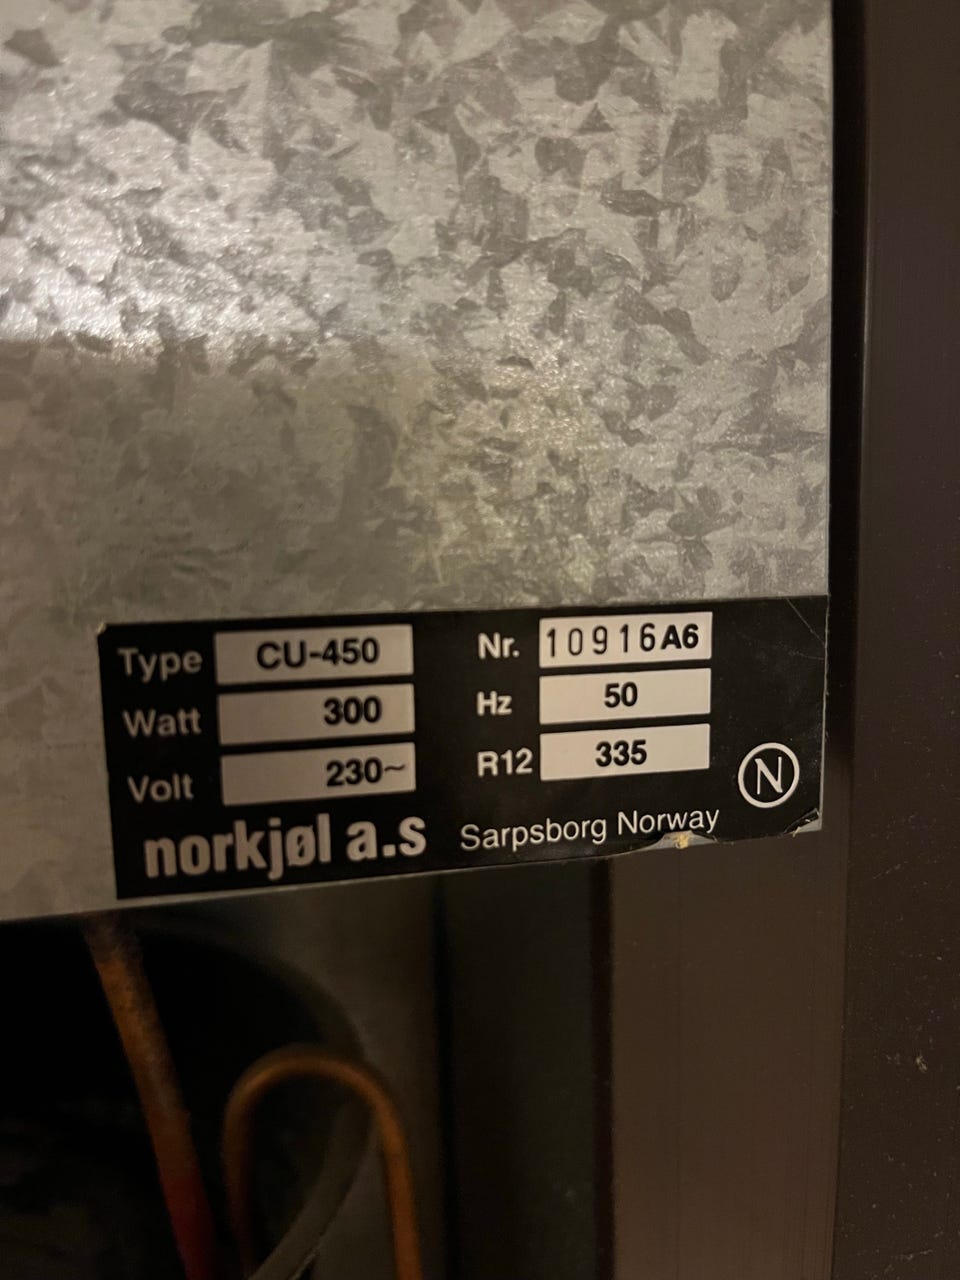 Type CU-450 Nr. 10916A6
Watt 300 Hz 50
Volt 230~ R12 335
N
norkjøl a.s Sarpsborg Norway